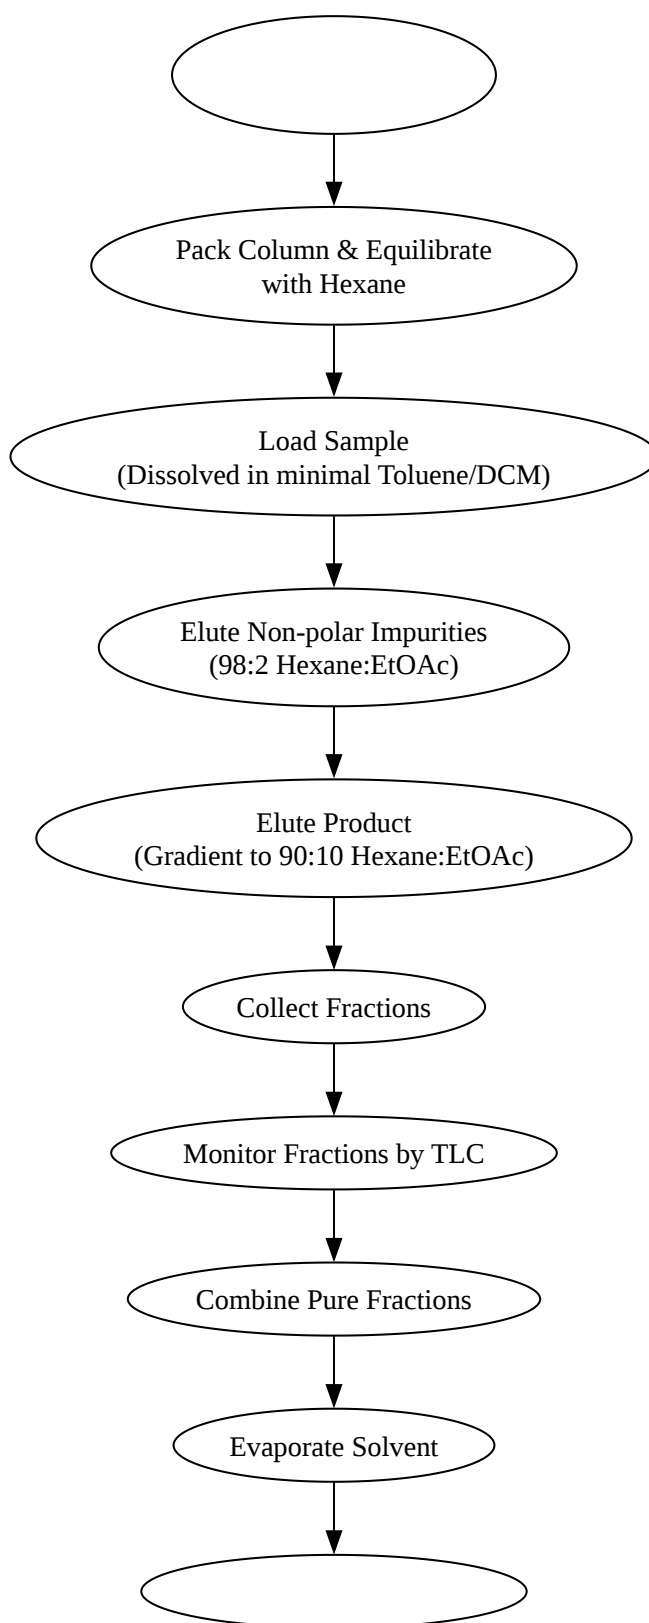 Pack Column & Equilibrate
with Hexane
Load Sample
(Dissolved in minimal Toluene/DCM)
Elute Non-polar Impurities
(98:2 Hexane:EtOAc)
Elute Product
(Gradient to 90:10 Hexane:EtOAc)
Collect Fractions
Monitor Fractions by TLC
Combine Pure Fractions
Evaporate Solvent